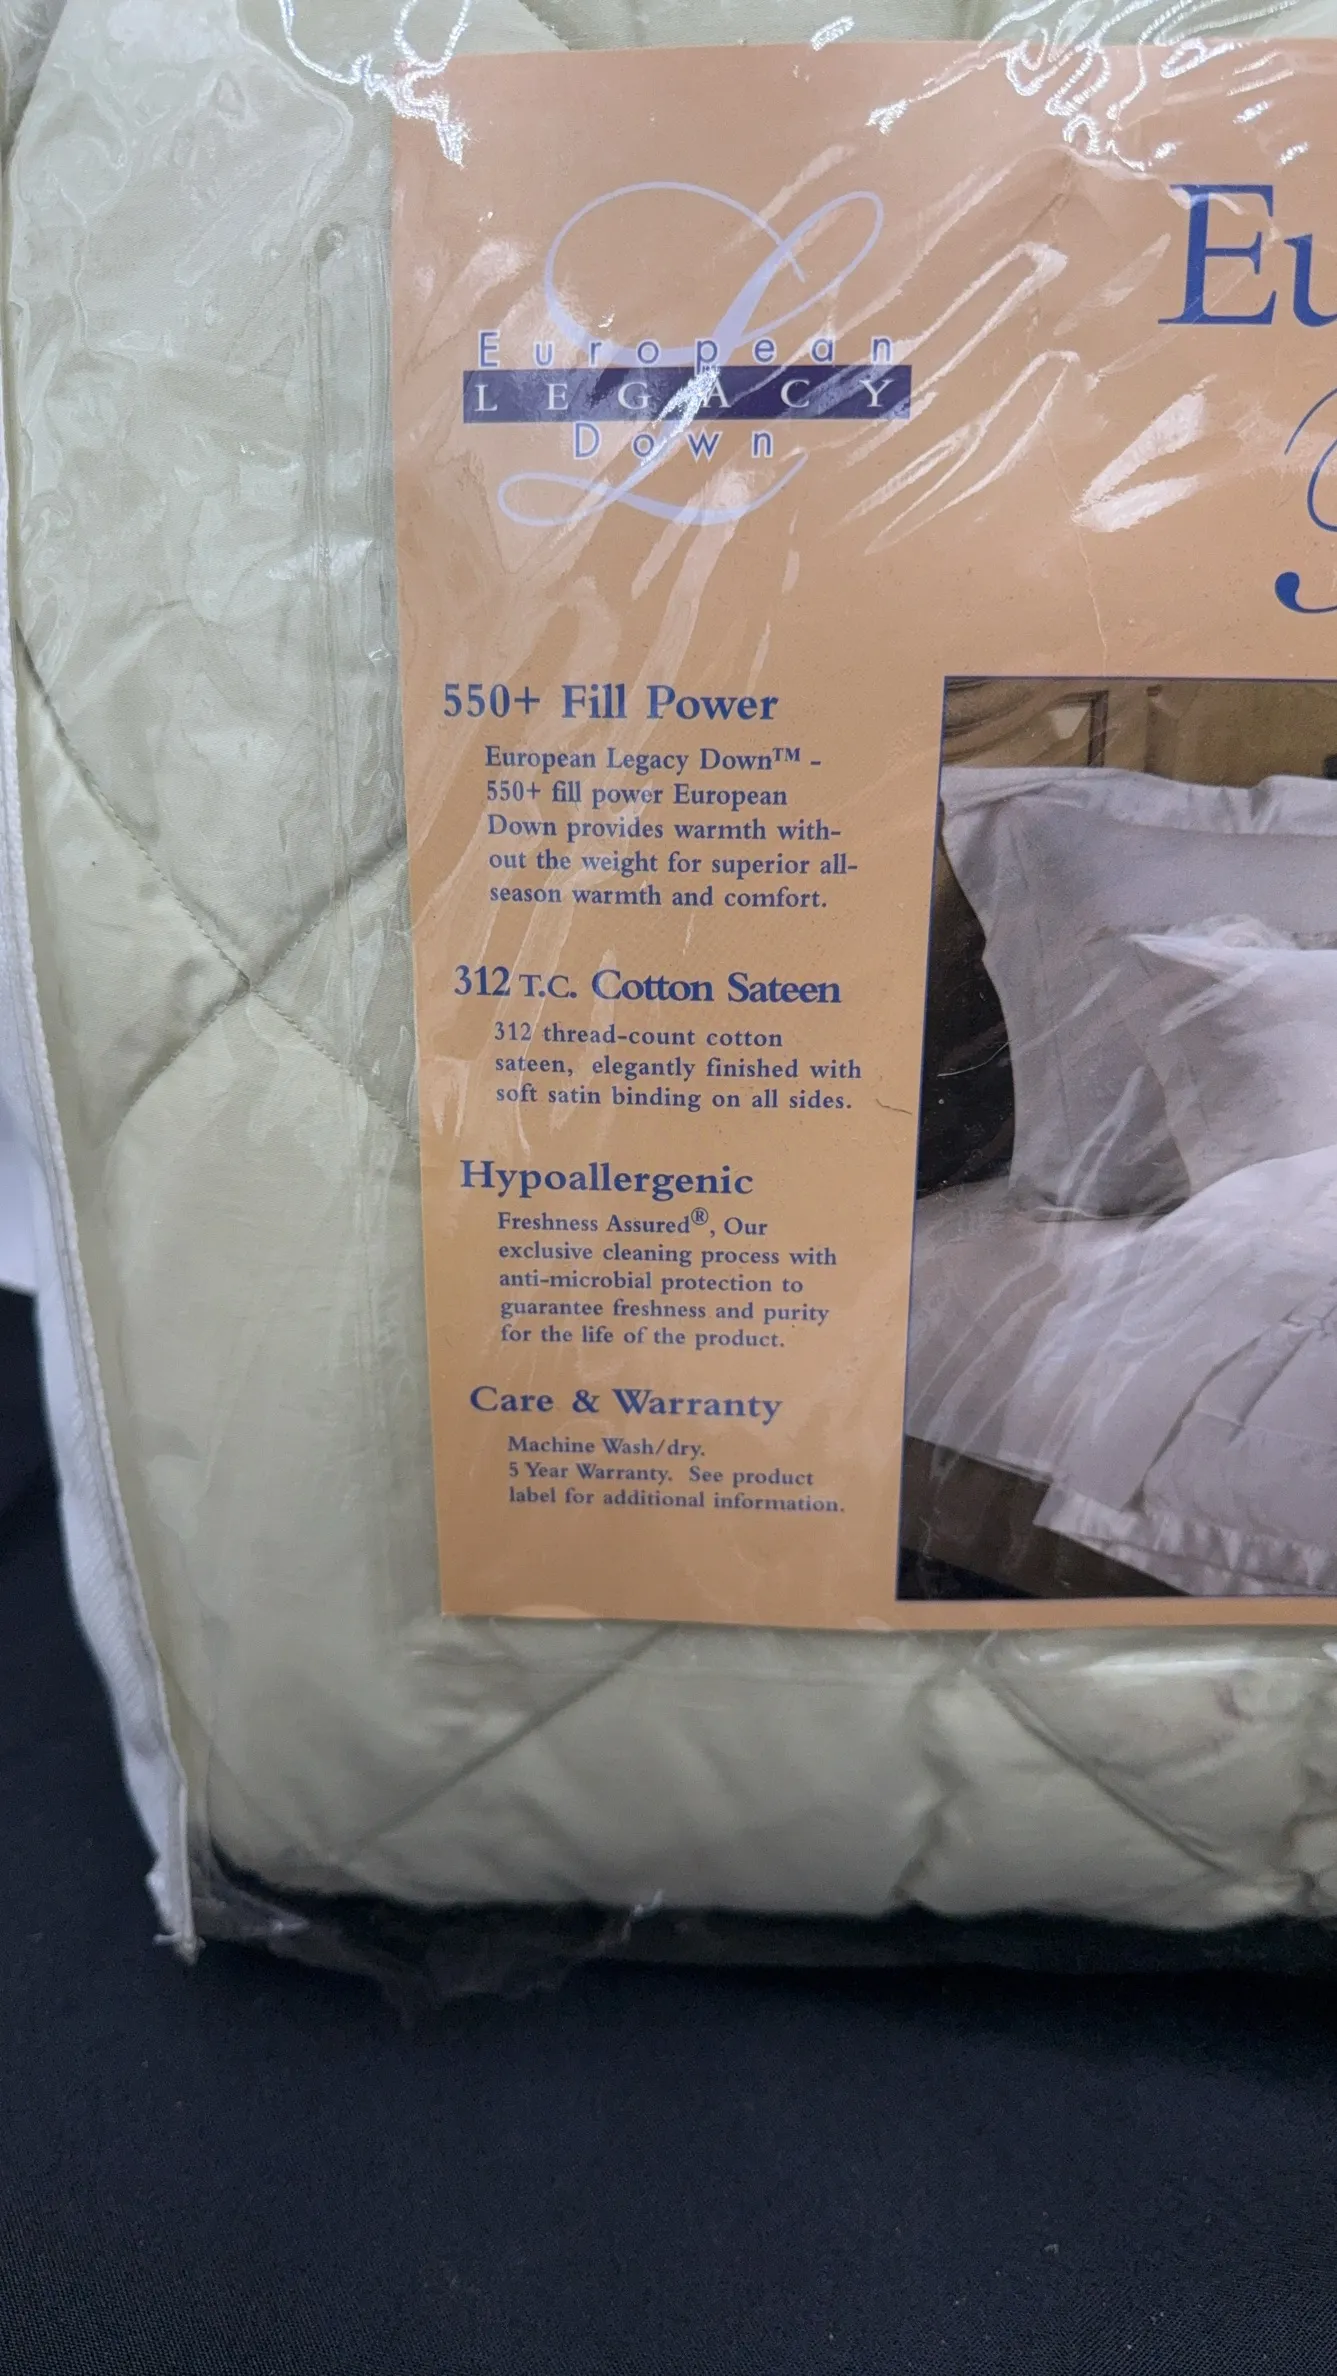 European
LEGACY
Down
Eu
550+ Fill Power
European Legacy Down™ -
550+ fill power European
Down provides warmth with-
out the weight for superior all-
season warmth and comfort.
312 T.C. Cotton Sateen
312 thread-count cotton
sateen, elegantly finished with
soft satin binding on all sides.
Hypoallergenic
Freshness Assured®, Our
exclusive cleaning process with
anti-microbial protection to
guarantee freshness and purity
for the life of the product.
Care & Warranty
Machine Wash/dry.
5 Year Warranty. See product
label for additional information.